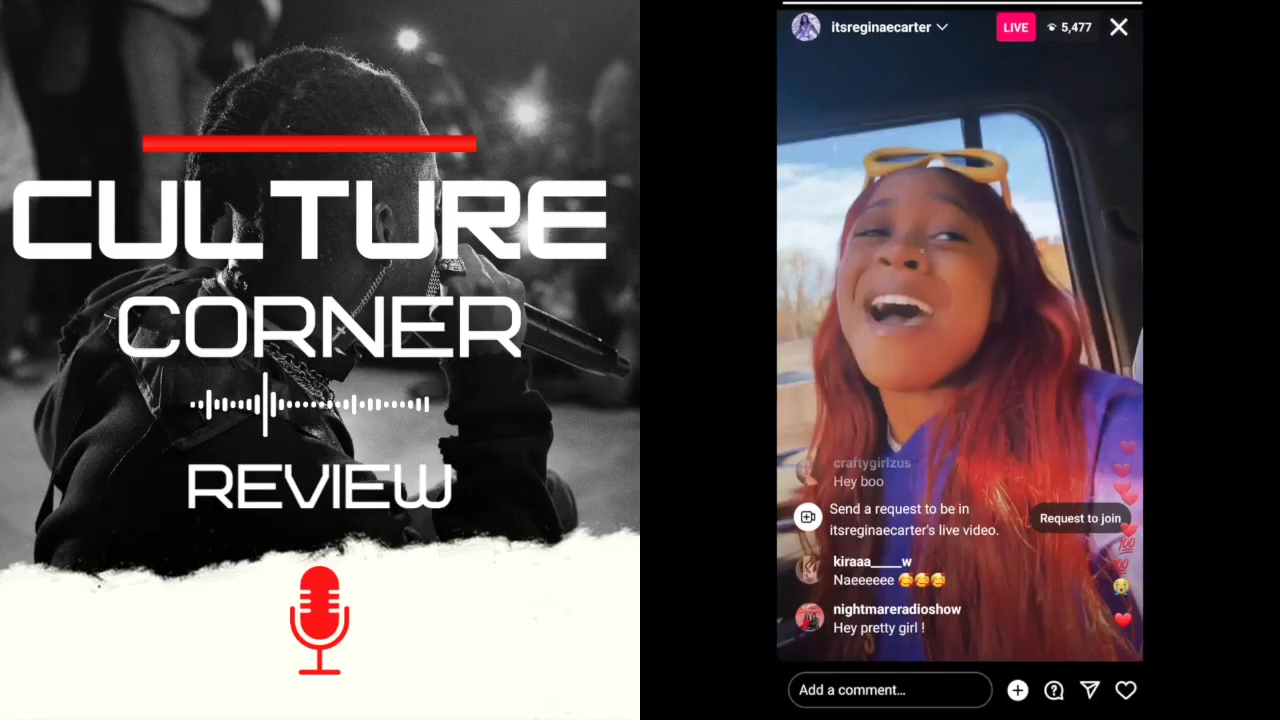 CULTURE
CORNER
REVIEW
itsreginaecarter
LIVE
5,477
craftygirlzus
Hey boo
Send a request to be in
itsreginaecarter's live video.
Request to join
kiraaa_____w
Naeeeeee 🥰🥰🥰
nightmareradioshow
Hey pretty girl !
Add a comment...